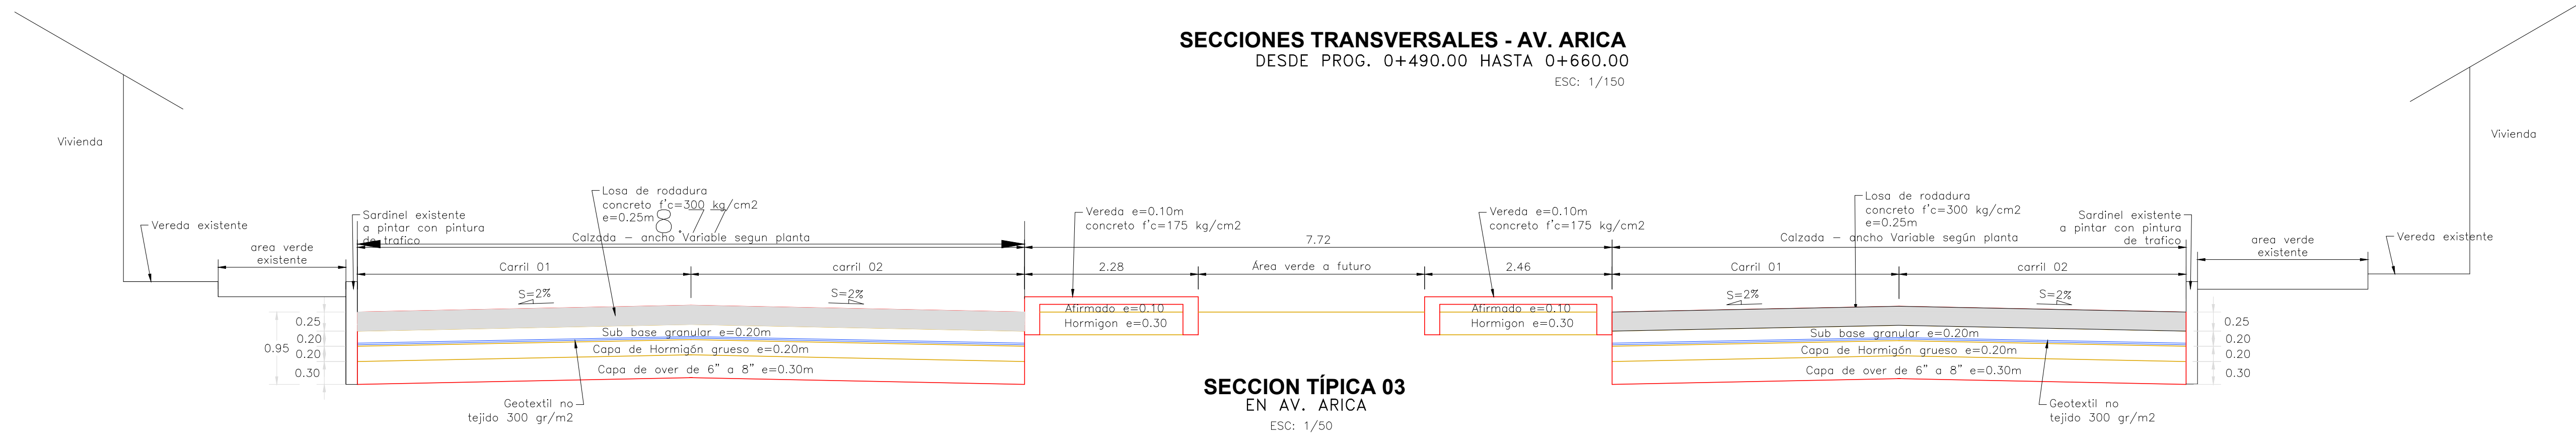 SECCIONES TRANSVERSALES - AV. ARICA
DESDE PROG. 0+490.00 HASTA 0+660.00
ESC: 1/150
Vivienda
Vivienda
Vereda existente
area verde
existente
Sardinel existente
a pintar con pintura
de trafico
Losa de rodadura
concreto f'c=300 kg/cm2
e=0.25m
8.77
Calzada – ancho Variable segun planta
Carril 01
carril 02
S=2%
S=2%
Vereda e=0.10m
concreto f'c=175 kg/cm2
7.72
2.28
Área verde a futuro
2.46
Vereda e=0.10m
concreto f'c=175 kg/cm2
Losa de rodadura
concreto f'c=300 kg/cm2
e=0.25m
Calzada – ancho Variable según planta
Carril 01
carril 02
S=2%
S=2%
Sardinel existente
a pintar con pintura
de trafico
area verde
existente
Vereda existente
0.95
0.25
0.20
0.20
0.30
Sub base granular e=0.20m
Capa de Hormigón grueso e=0.20m
Capa de over de 6" a 8" e=0.30m
Geotextil no
tejido 300 gr/m2
Afirmado e=0.10
Hormigon e=0.30
Afirmado e=0.10
Hormigon e=0.30
Sub base granular e=0.20m
Capa de Hormigón grueso e=0.20m
Capa de over de 6" a 8" e=0.30m
Geotextil no
tejido 300 gr/m2
0.25
0.20
0.20
0.30
SECCION TÍPICA 03
EN AV. ARICA
ESC: 1/50